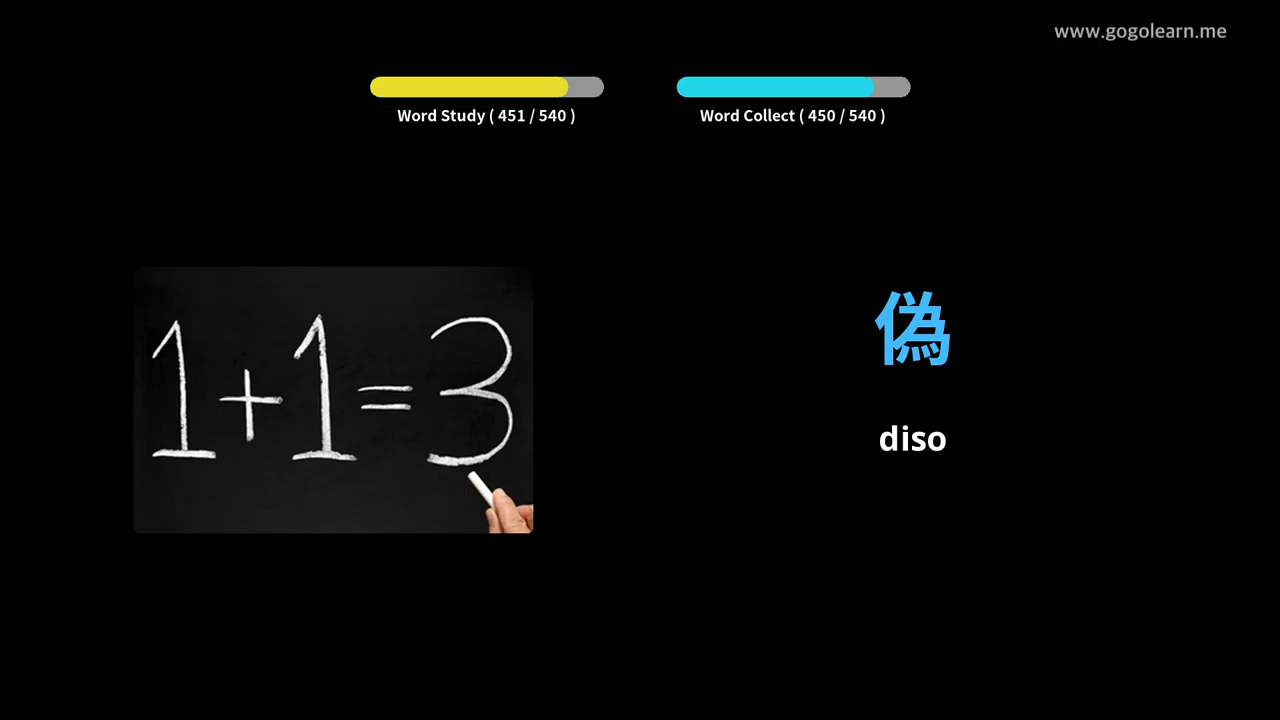 www.gogolearn.me
Word Study ( 451 / 540 )
Word Collect ( 450 / 540 )
1+1=3
偽
diso